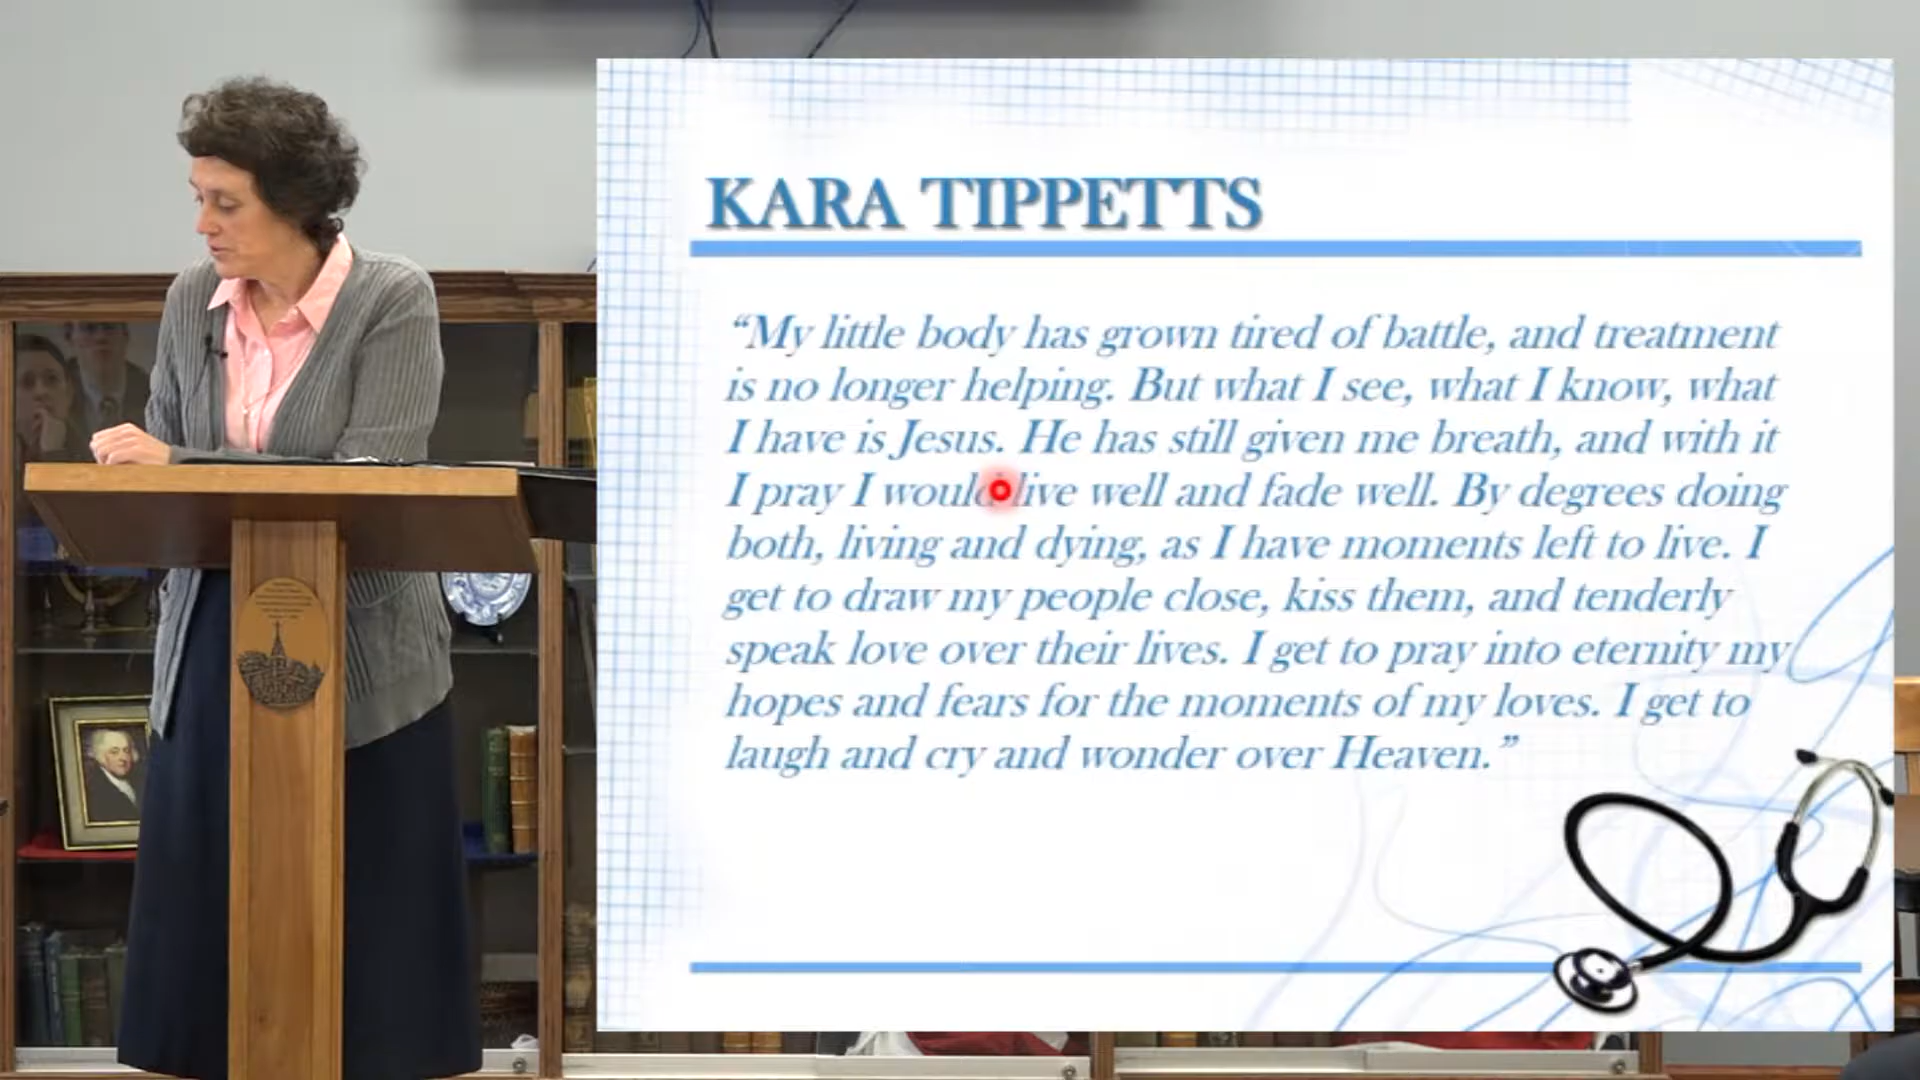 KARA TIPPETTS
“My little body has grown tired of battle, and treatment
is no longer helping. But what I see, what I know, what
I have is Jesus. He has still given me breath, and with it
I pray I would live well and fade well. By degrees doing
both, living and dying, as I have moments left to live. I
get to draw my people close, kiss them, and tenderly
speak love over their lives. I get to pray into eternity my
hopes and fears for the moments of my loves. I get to
laugh and cry and wonder over Heaven.”